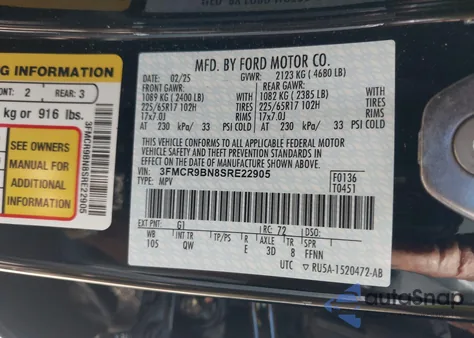 NG INFORMATION
ONT: 2 REAR: 3
kg or 916 lbs.
SEE OWNERS
MANUAL FOR
ADDITIONAL
INFORMATION
3FMCR9BN8SRE22905
MFD. BY FORD MOTOR CO.
DATE: 02/25 GVWR: 2123 KG ( 4680 LB)
FRONT GAWR: REAR GAWR:
1089 KG ( 2400 LB) 1082 KG ( 2385 LB)
225/65R17 102H TIRES 225/65R17 102H
17x7.0J RIMS 17x7.0J
AT 230 kPa/ 33 PSI COLD AT 230 kPa/ 33 PSI COLD
THIS VEHICLE CONFORMS TO ALL APPLICABLE FEDERAL MOTOR
VEHICLE SAFETY, BUMPER, AND THEFT PREVENTION STANDARDS IN
EFFECT ON THE DATE OF MANUFACTURE SHOWN ABOVE.
VIN: 3FMCR9BN8SRE22905 F0136
TYPE: MPV T0451
EXT PNT: G1 RC: 72 DSO:
WB INT TR TP/PS R AXLE TR SPR
105 QW E 3D 8 FFNN
UTC RU5A-1520472-AB
autoSnap